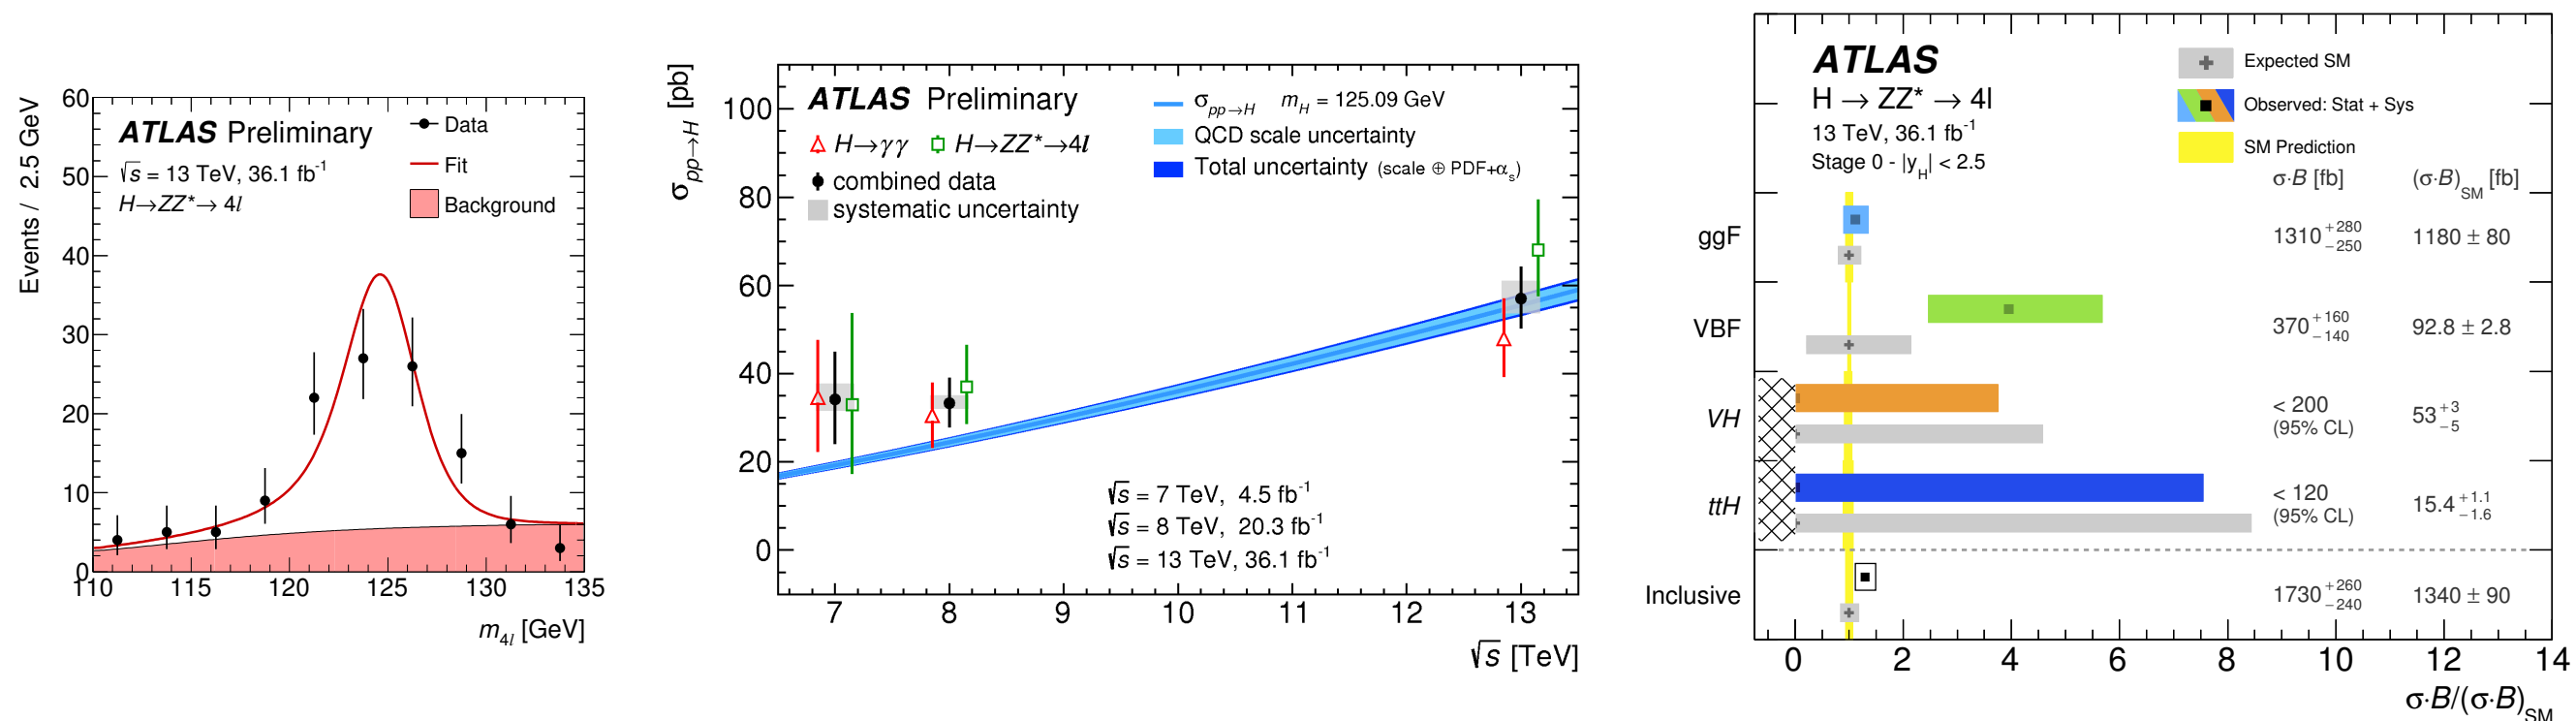 Events / 2.5 GeV
60
50
40
30
20
10
0
ATLAS Preliminary
√s = 13 TeV, 36.1 fb⁻¹
H→ZZ*→ 4l
Data
Fit
Background
110 115 120 125 130 135
m₄ₗ [GeV]
σ_pp→H [pb]
100
80
60
40
20
0
ATLAS Preliminary
H→γγ H→ZZ*→4l
combined data
systematic uncertainty
σ_pp→H m_H = 125.09 GeV
QCD scale uncertainty
Total uncertainty (scale ⊕ PDF+α_s)
√s = 7 TeV, 4.5 fb⁻¹
√s = 8 TeV, 20.3 fb⁻¹
√s = 13 TeV, 36.1 fb⁻¹
7 8 9 10 11 12 13
√s [TeV]
ATLAS
H → ZZ* → 4l
13 TeV, 36.1 fb⁻¹
Stage 0 - |y_H| < 2.5
Expected SM
Observed: Stat + Sys
SM Prediction
σ·B [fb] (σ·B)_SM [fb]
ggF 1310 +280 −250 1180 ± 80
VBF 370 +160 −140 92.8 ± 2.8
VH < 200 (95% CL) 53 +3 −5
ttH < 120 (95% CL) 15.4 +1.1 −1.6
Inclusive 1730 +260 −240 1340 ± 90
0 2 4 6 8 10 12 14
σ·B/(σ·B)_SM